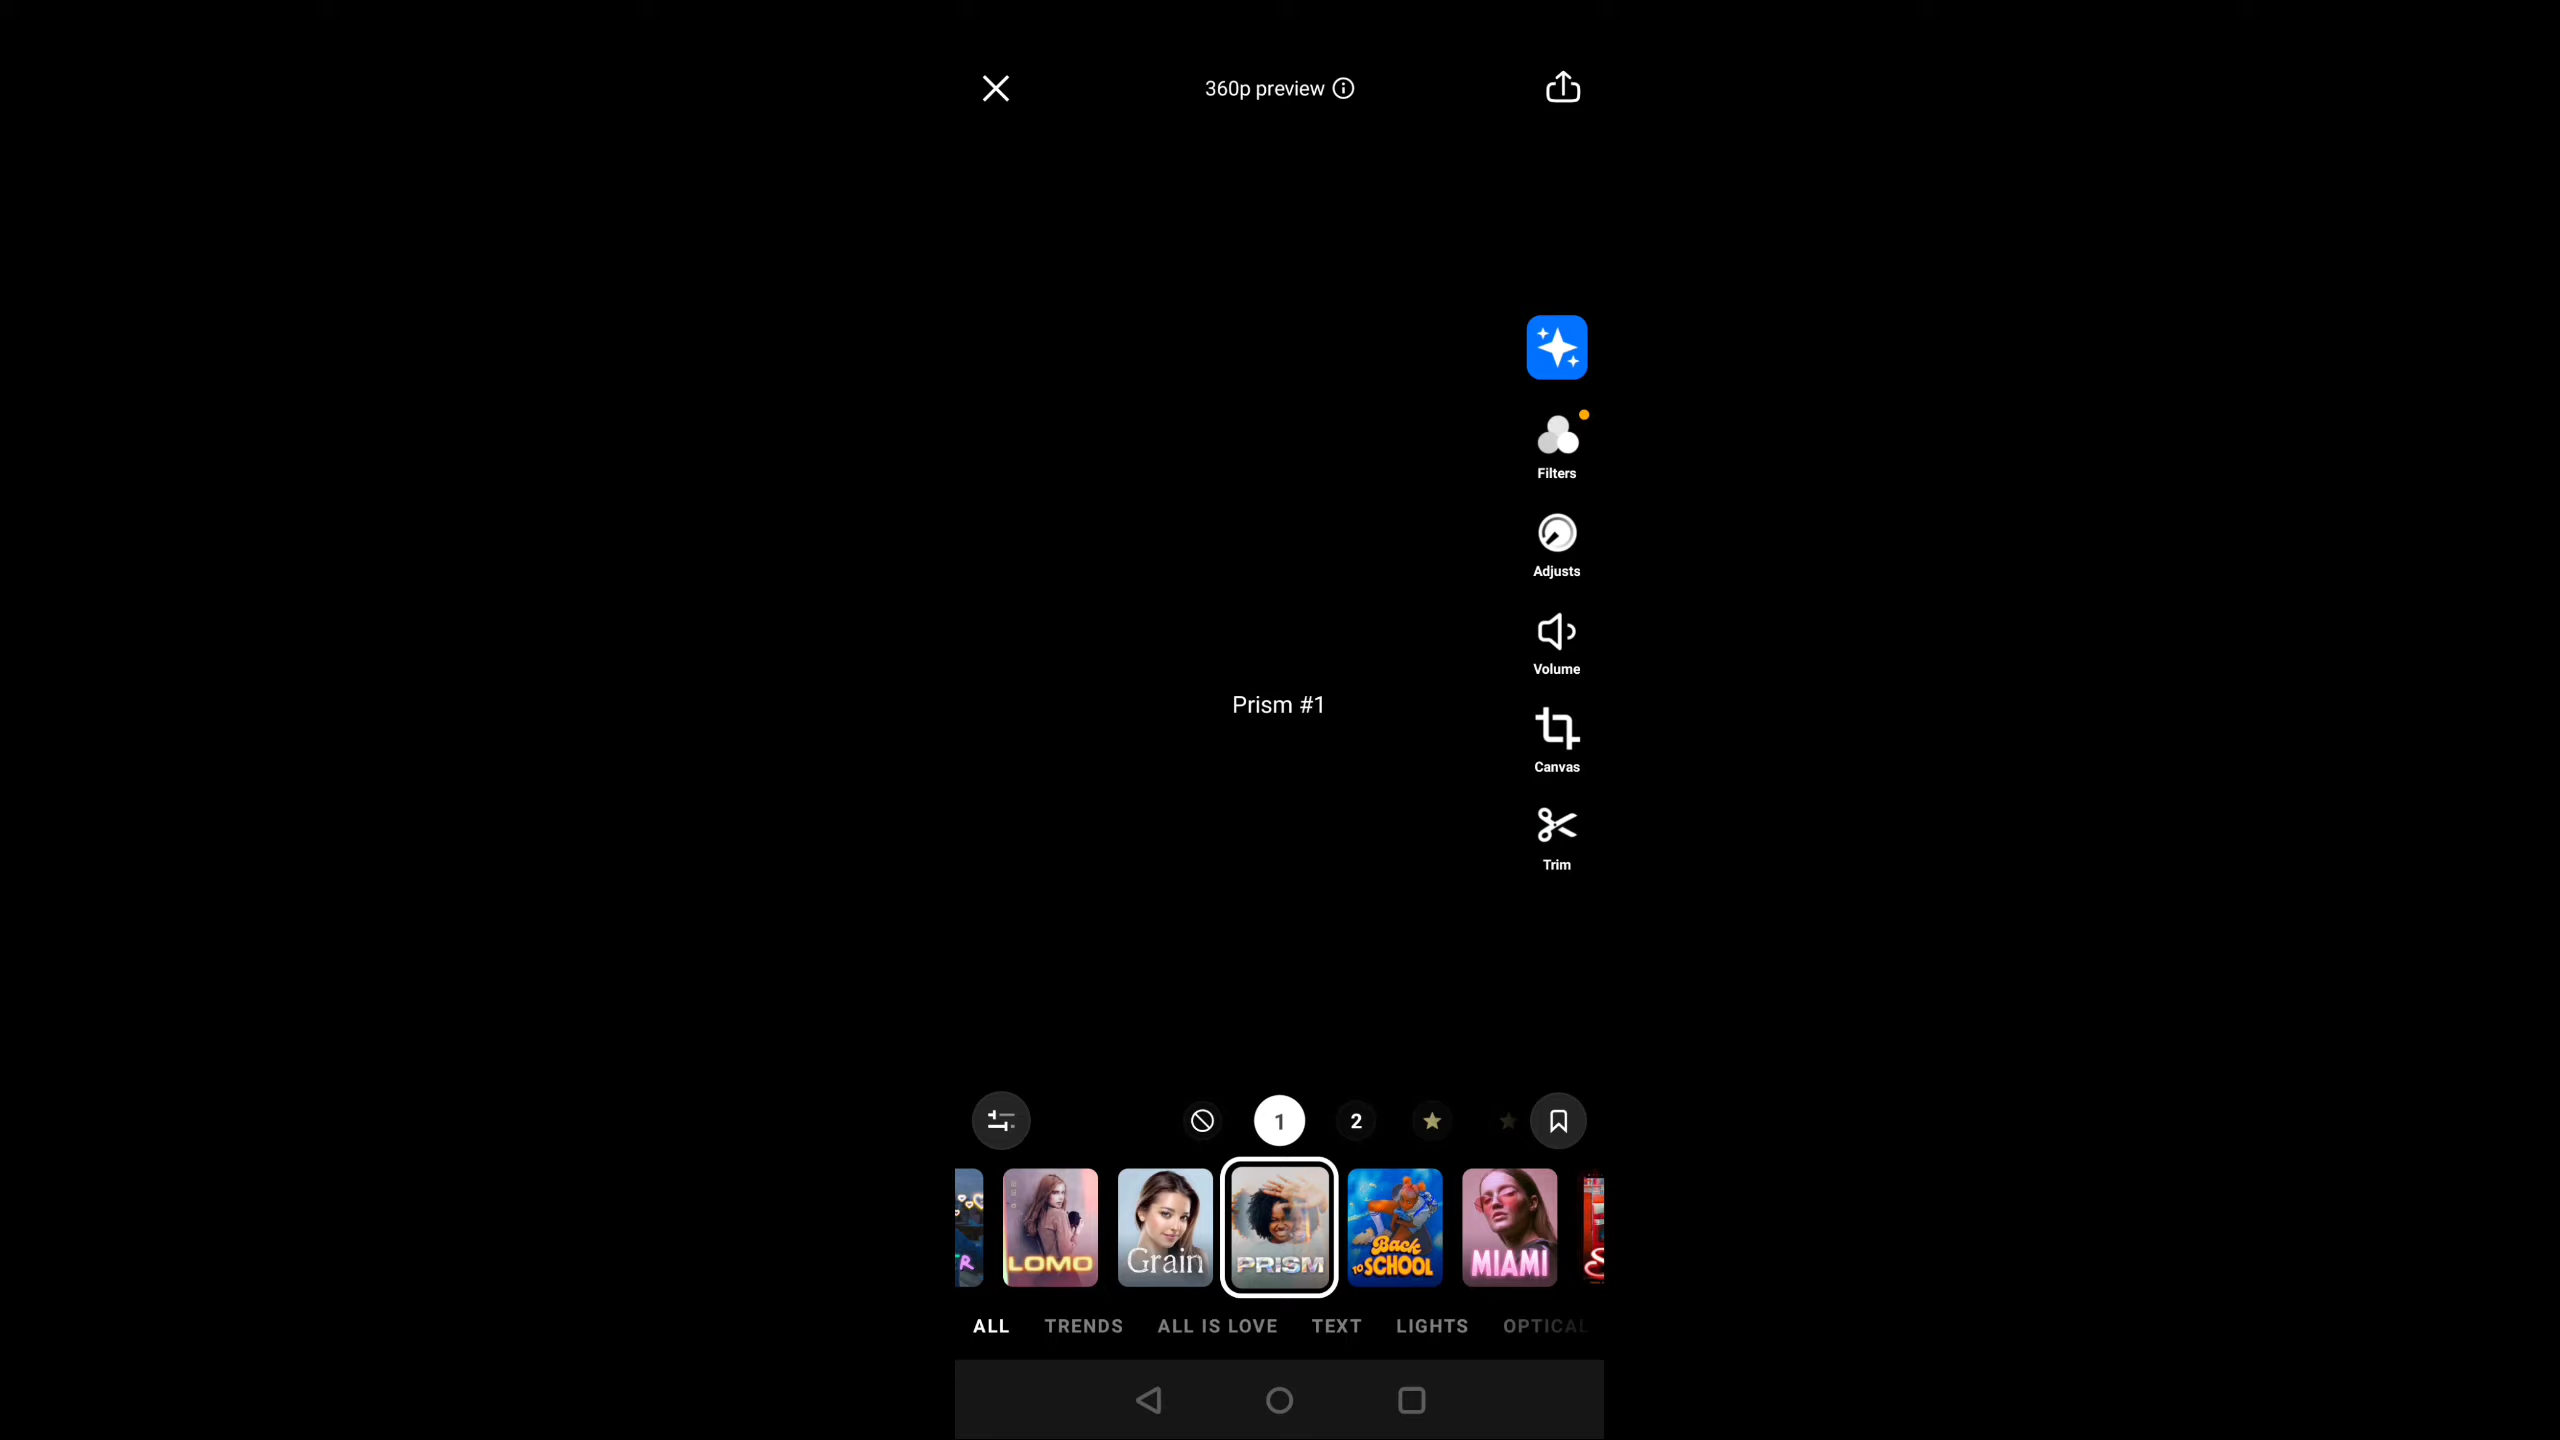 360p preview
Filters
Adjusts
Volume
Prism #1
Canvas
Trim
1
2
R
LOMO
Grain
PRISM
Back
TO SCHOOL
MIAMI
S
ALL
TRENDS
ALL IS LOVE
TEXT
LIGHTS
OPTICAL